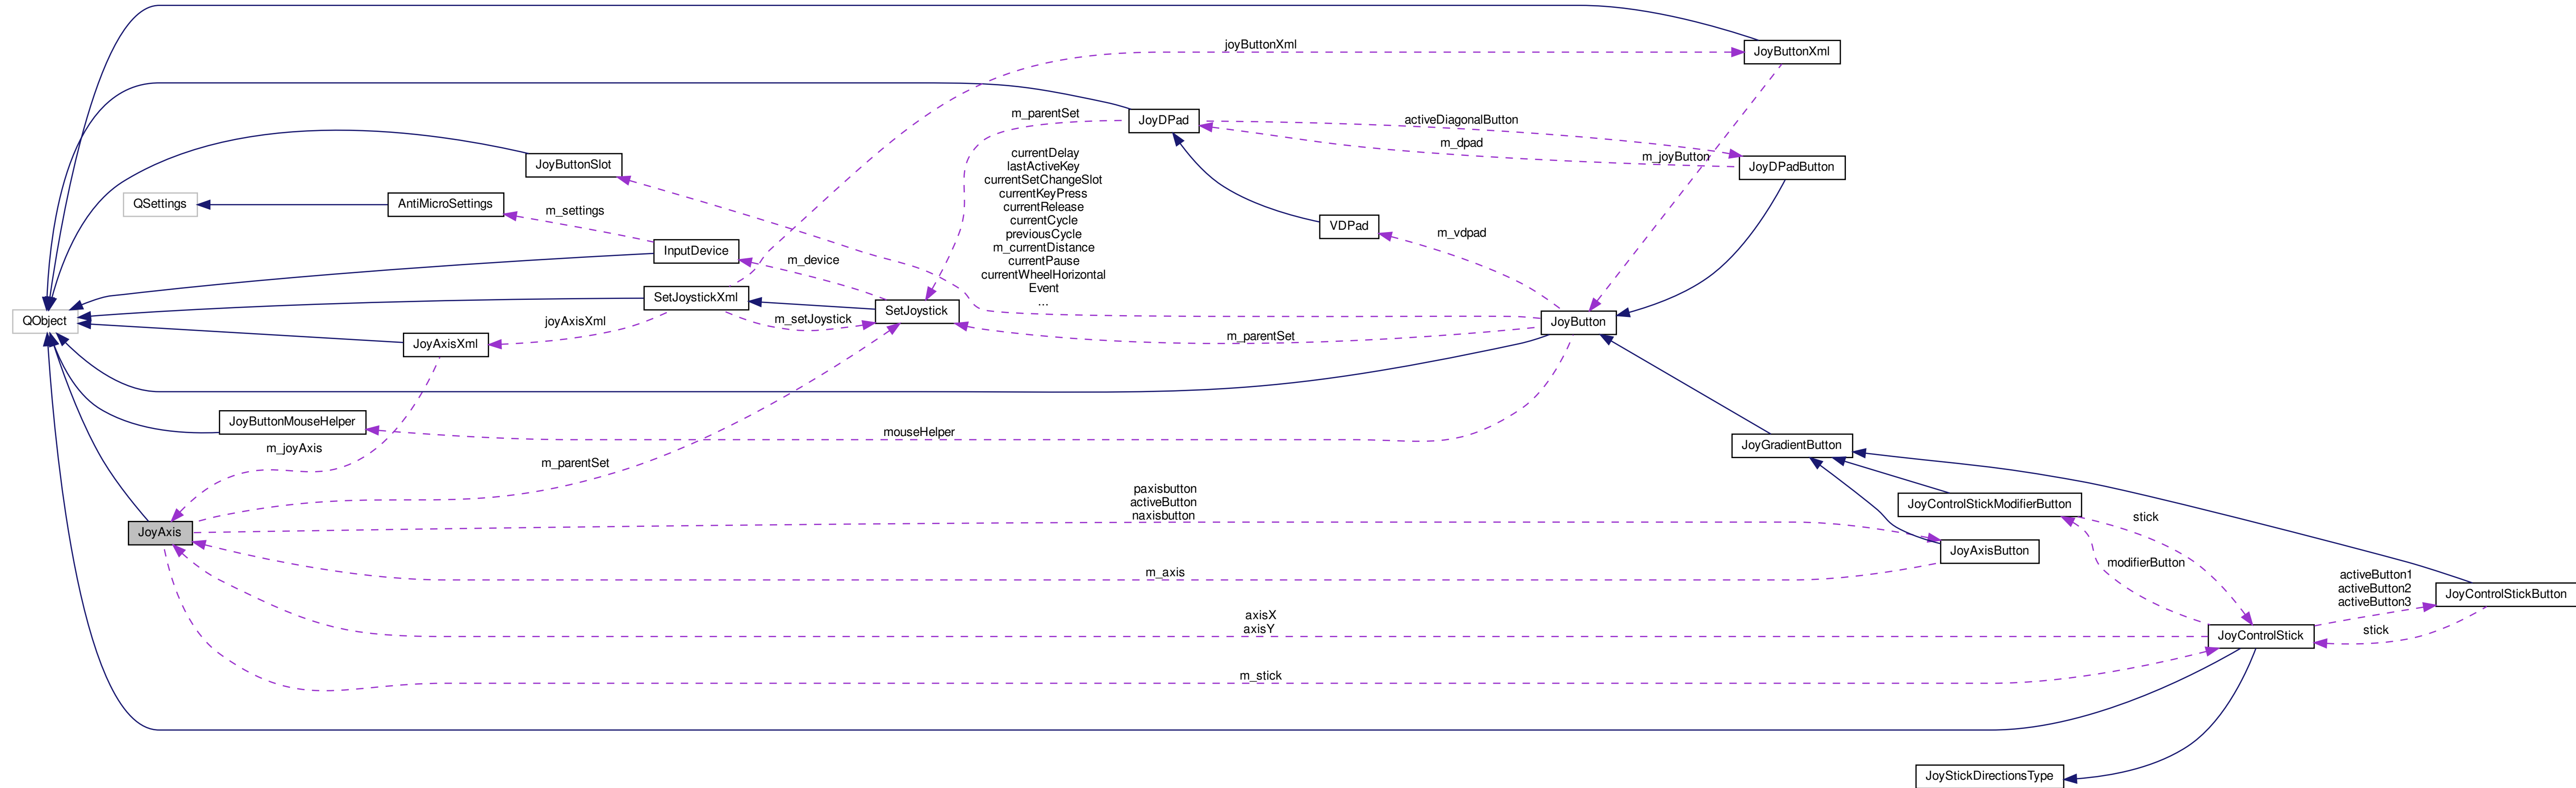 joyButtonXml
JoyButtonXml
m_parentSet
JoyDPad
activeDiagonalButton
m_dpad
m_joyButton
JoyDPadButton
JoyButtonSlot
currentDelay
lastActiveKey
currentSetChangeSlot
currentKeyPress
currentRelease
currentCycle
previousCycle
m_currentDistance
currentPause
currentWheelHorizontal
Event
...
QSettings
AntiMicroSettings
m_settings
VDPad
m_vdpad
InputDevice
m_device
SetJoystickXml
SetJoystick
m_setJoystick
joyAxisXml
QObject
JoyButton
m_parentSet
JoyAxisXml
JoyButtonMouseHelper
mouseHelper
m_joyAxis
m_parentSet
JoyGradientButton
paxisbutton
activeButton
naxisbutton
JoyControlStickModifierButton
stick
JoyAxis
JoyAxisButton
modifierButton
m_axis
activeButton1
activeButton2
activeButton3
JoyControlStickButton
axisX
axisY
JoyControlStick
stick
m_stick
JoyStickDirectionsType